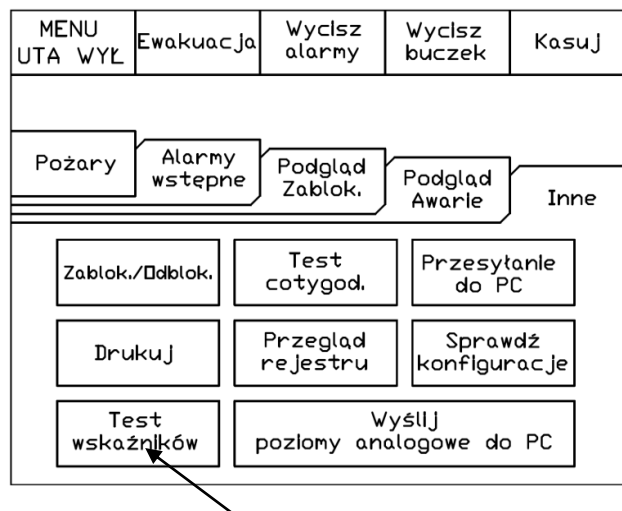 MENU
UTA WYŁ
Ewakuacja
Wycisz
alarmy
Wycisz
buczek
Kasuj
Pożary
Alarmy
wstępne
Podgląd
Zablok.
Podgląd
Awarie
Inne
Zablok./Odblok.
Test
cotygod.
Przesyłanie
do PC
Drukuj
Przegląd
rejestru
Sprawdź
konfiguracje
Test
wskaźników
Wyślij
poziomy analogowe do PC